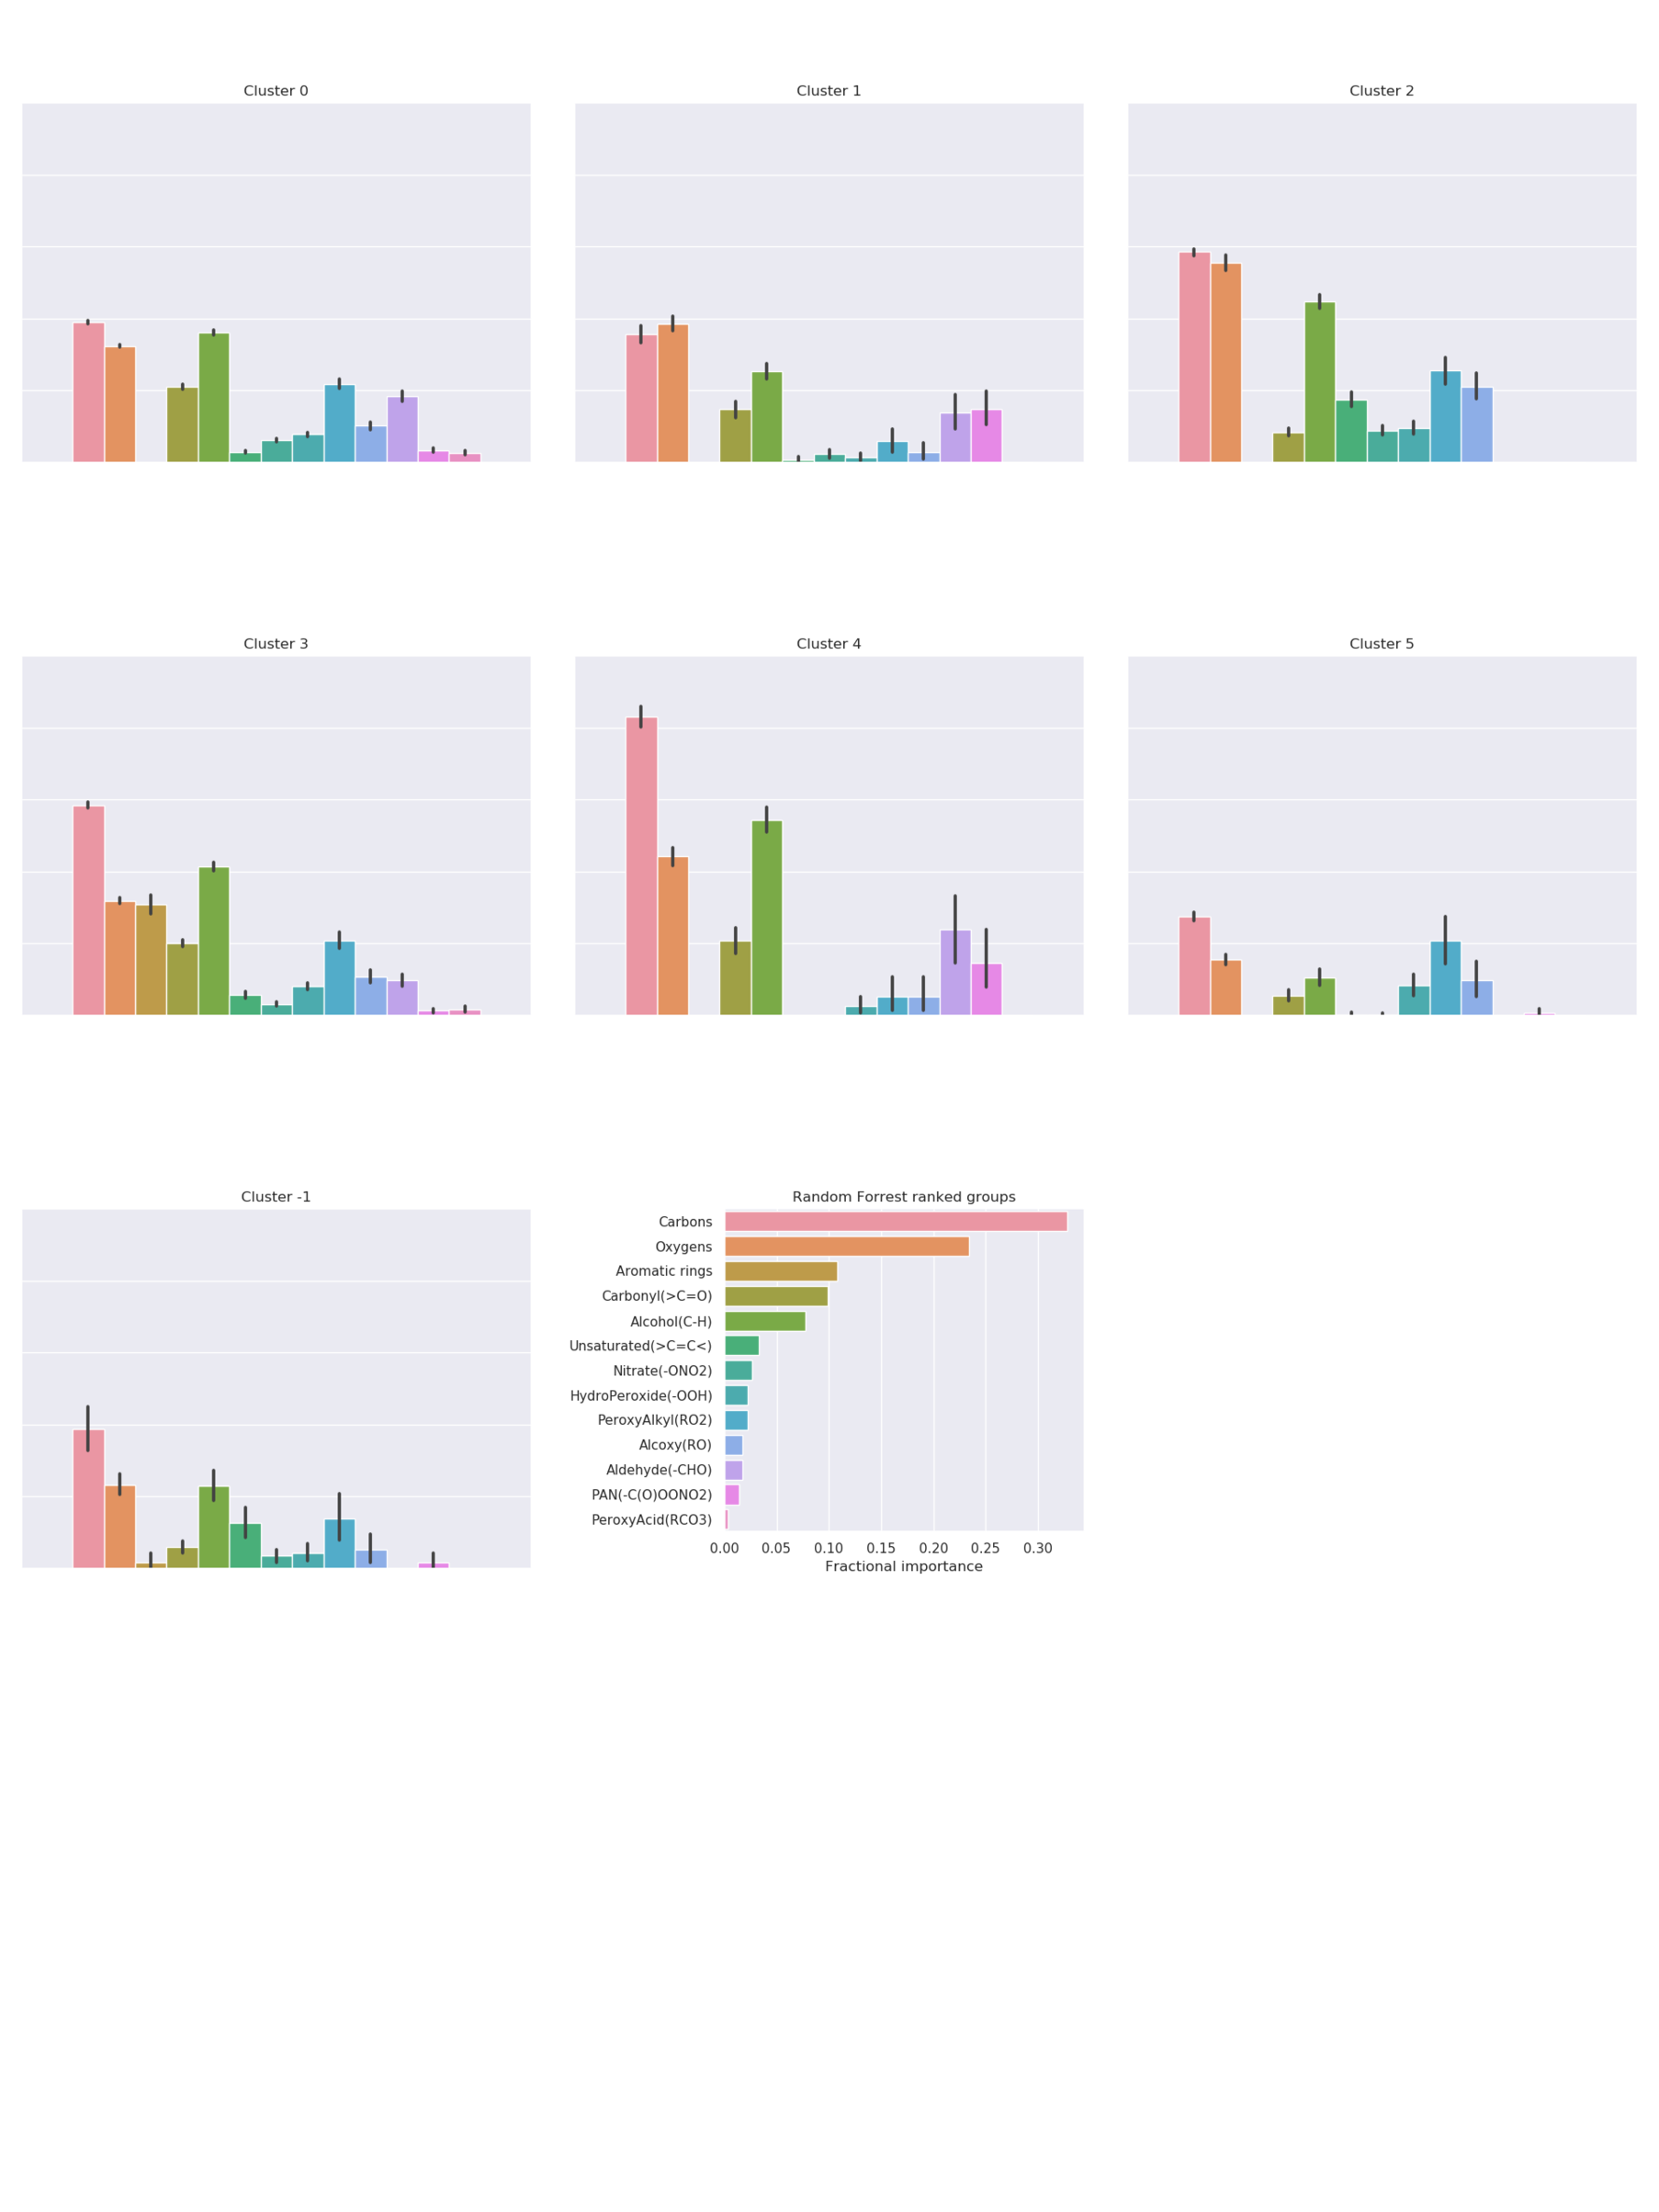 Cluster 0
Cluster 1
Cluster 2
Cluster 3
Cluster 4
Cluster 5
Cluster -1
Random Forrest ranked groups
Carbons
Oxygens
Aromatic rings
Carbonyl(>C=O)
Alcohol(C-H)
Unsaturated(>C=C<)
Nitrate(-ONO2)
HydroPeroxide(-OOH)
PeroxyAlkyl(RO2)
Alcoxy(RO)
Aldehyde(-CHO)
PAN(-C(O)OONO2)
PeroxyAcid(RCO3)
0.00 0.05 0.10 0.15 0.20 0.25 0.30
Fractional importance